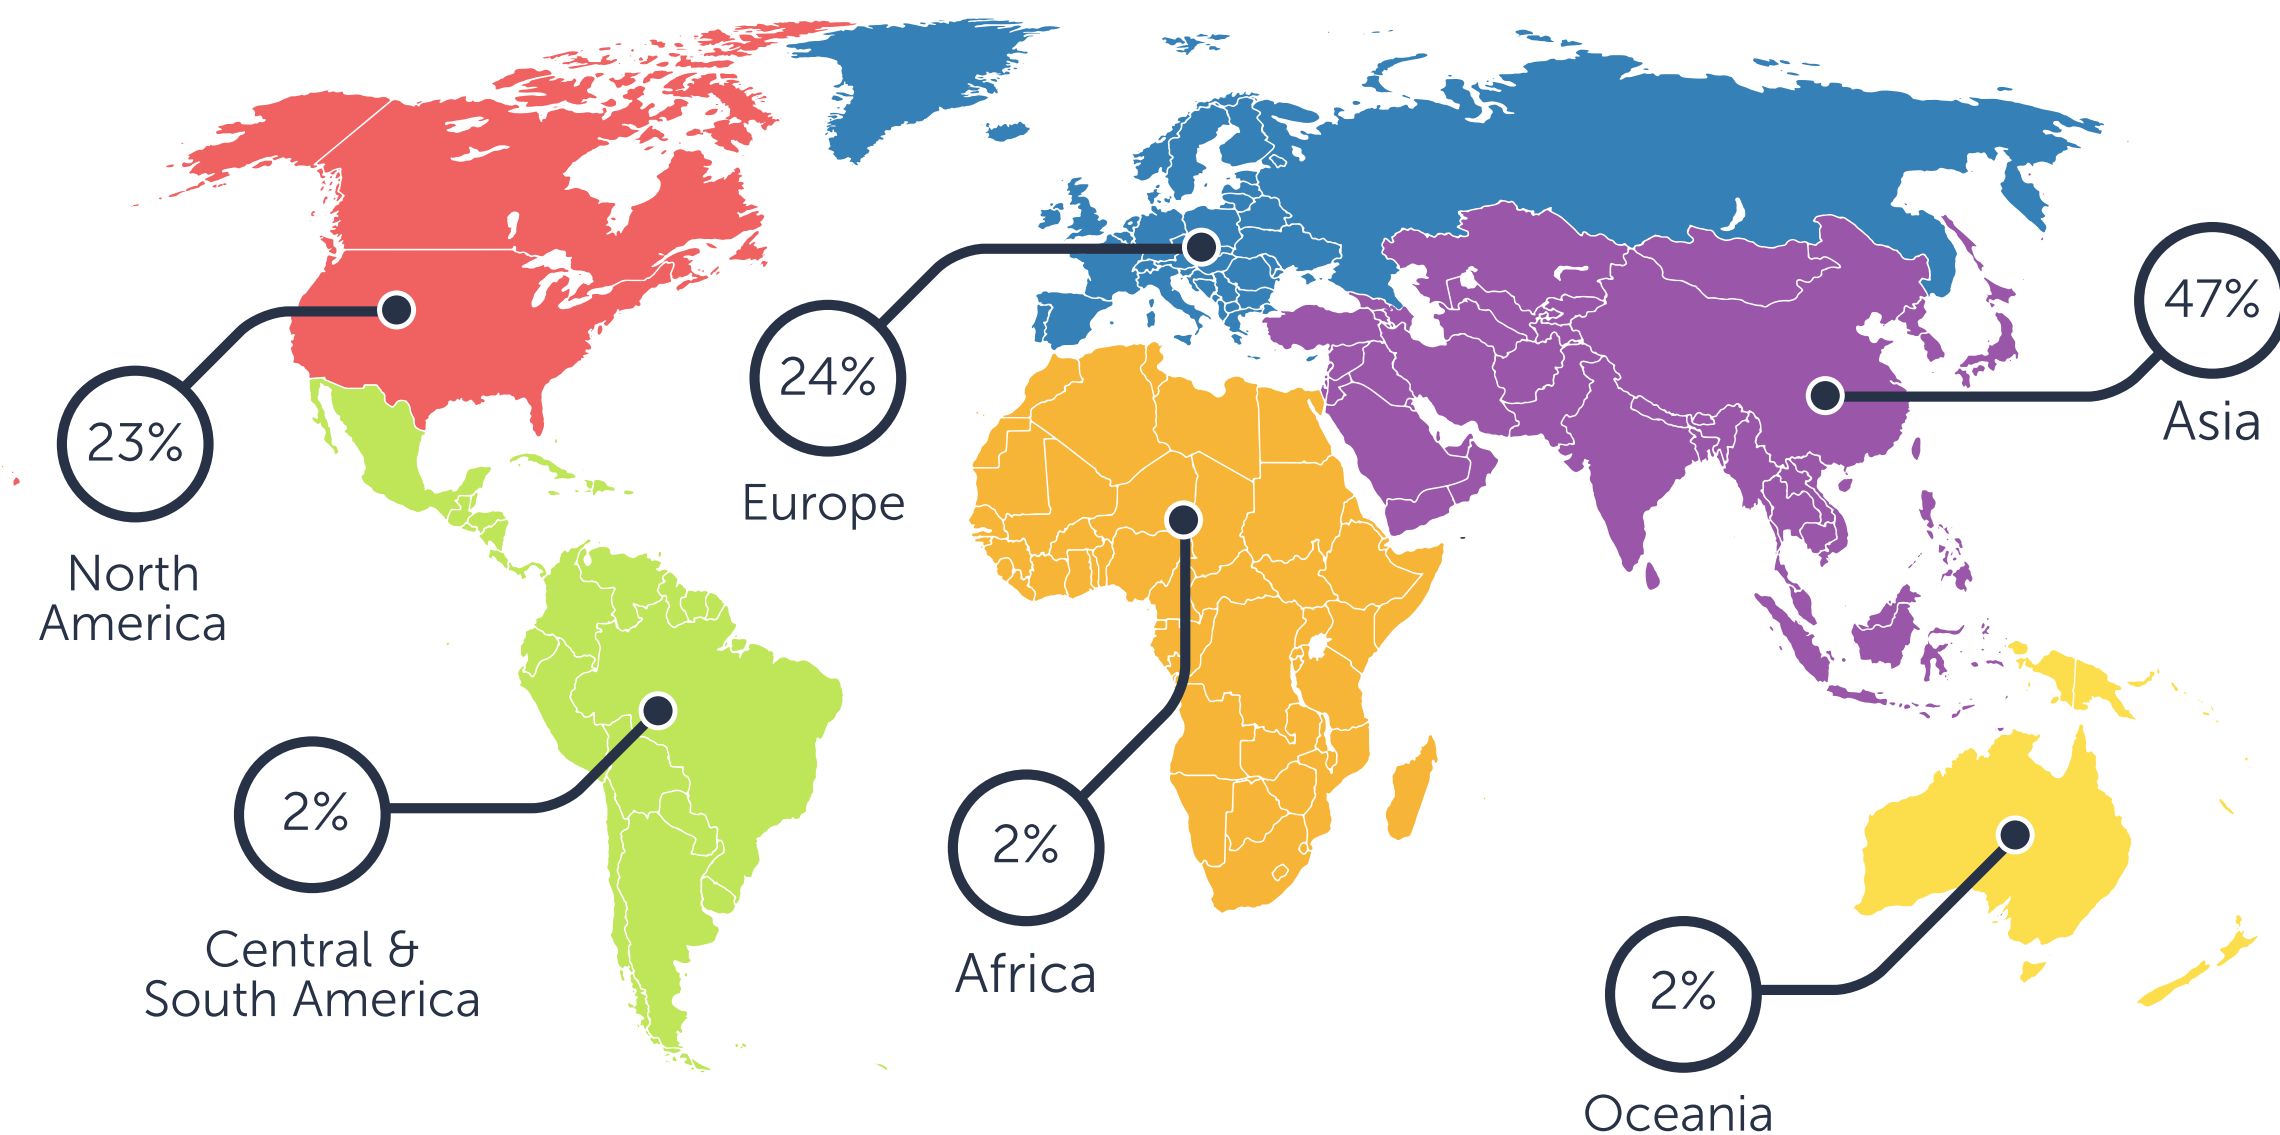 23%
North
America
24%
Europe
47%
Asia
2%
Central &
South America
2%
Africa
2%
Oceania